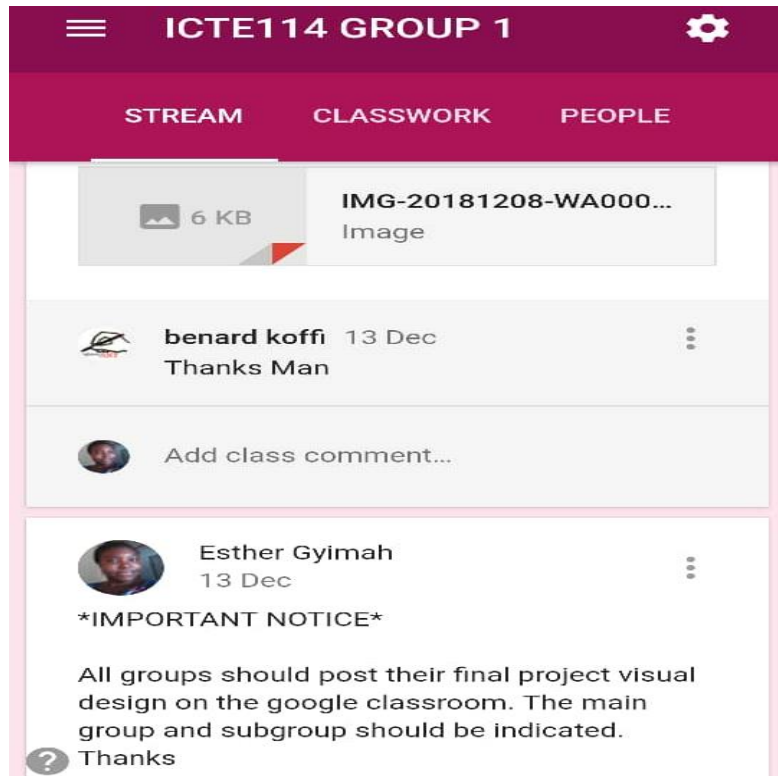 ICTE114 GROUP 1
STREAM CLASSWORK PEOPLE
6 KB
IMG-20181208-WA000...
Image
benard koffi 13 Dec
Thanks Man
Add class comment...
Esther Gyimah
13 Dec
*IMPORTANT NOTICE*
All groups should post their final project visual
design on the google classroom. The main
group and subgroup should be indicated.
? Thanks